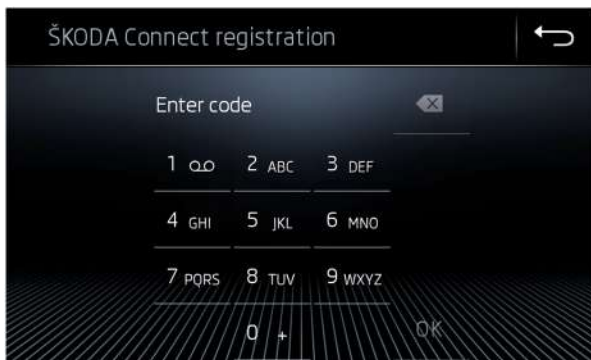 ŠKODA Connect registration
Enter code
1 2 ABC 3 DEF
4 GHI 5 JKL 6 MNO
7 PQRS 8 TUV 9 WXYZ
0 +
OK